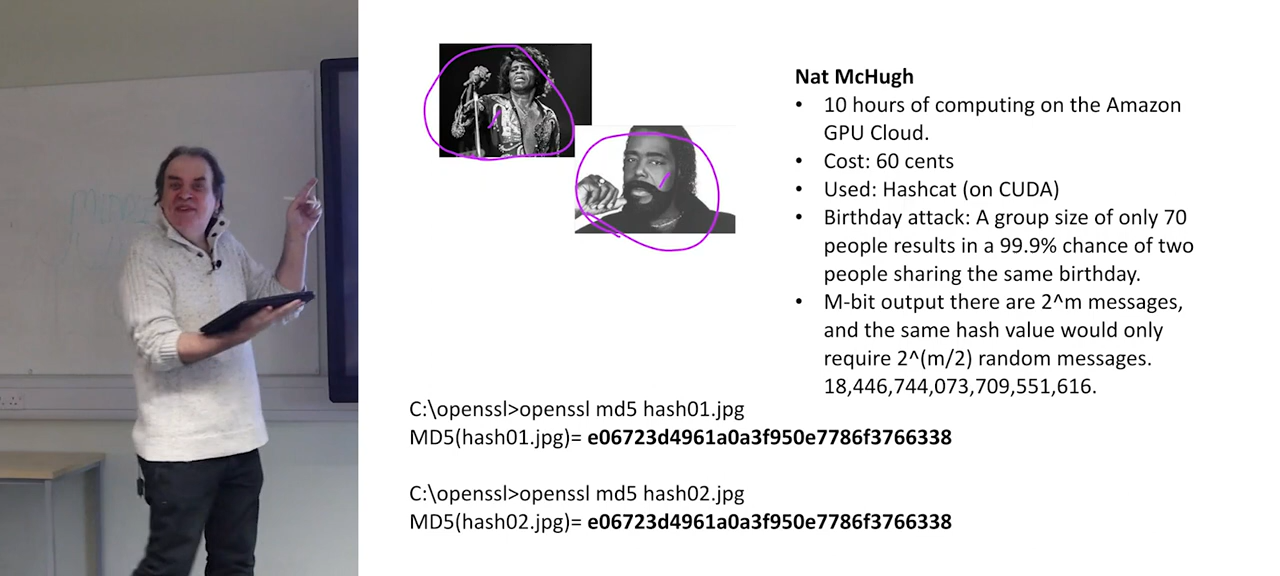 Nat McHugh
• 10 hours of computing on the Amazon
GPU Cloud.
• Cost: 60 cents
• Used: Hashcat (on CUDA)
• Birthday attack: A group size of only 70
people results in a 99.9% chance of two
people sharing the same birthday.
• M-bit output there are 2^m messages,
and the same hash value would only
require 2^(m/2) random messages.
18,446,744,073,709,551,616.
C:\openssl>openssl md5 hash01.jpg
MD5(hash01.jpg)= e06723d4961a0a3f950e7786f3766338
C:\openssl>openssl md5 hash02.jpg
MD5(hash02.jpg)= e06723d4961a0a3f950e7786f3766338